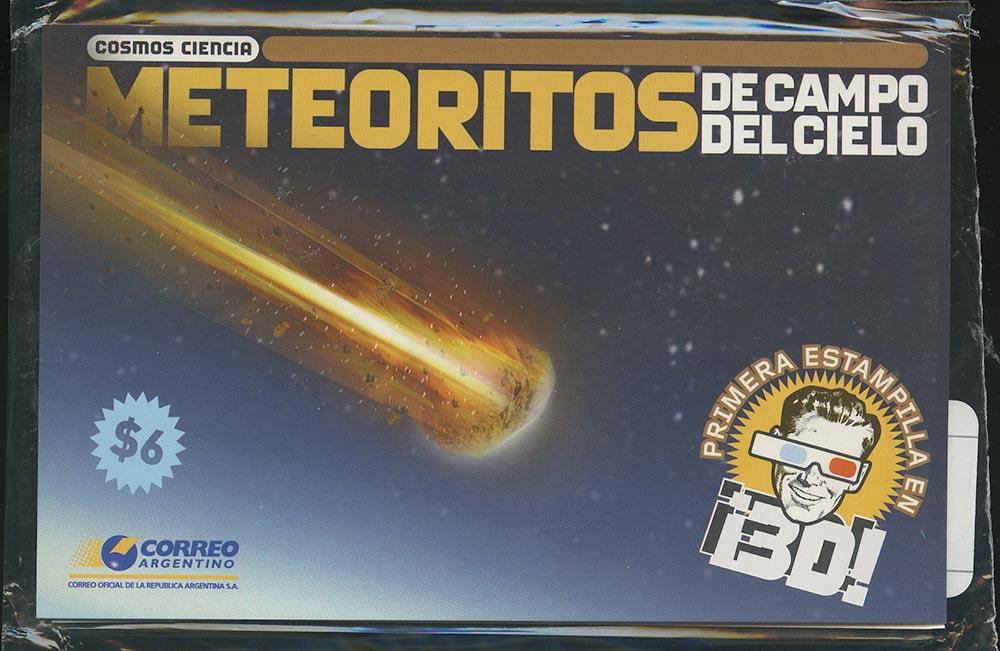 COSMOS CIENCIA
METEORITOS
DE CAMPO
DEL CIELO
PRIMERA ESTAMPILLA EN
¡3D!
$6
CORREO
ARGENTINO
CORREO OFICIAL DE LA REPUBLICA ARGENTINA S.A.